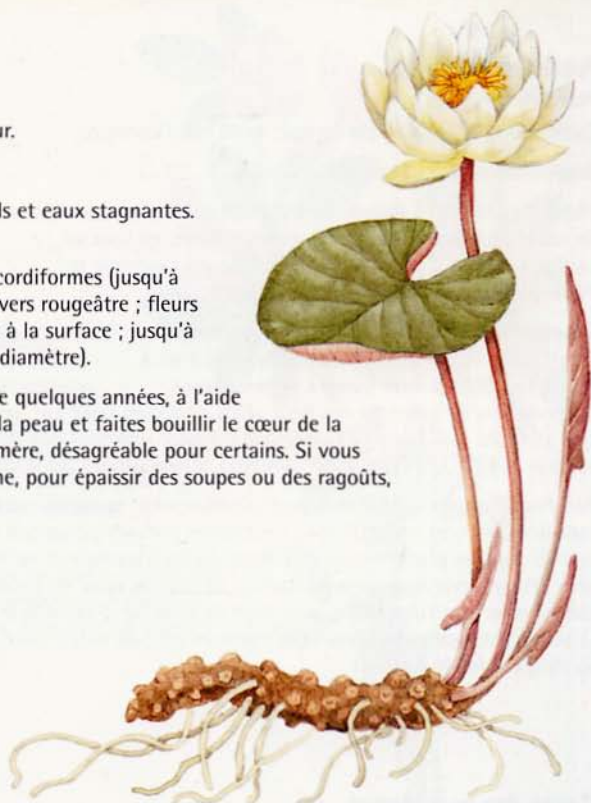 ur.
ls et eaux stagnantes.
cordiformes (jusqu'à
vers rougeâtre ; fleurs
à la surface ; jusqu'à
diamètre).
e quelques années, à l'aide
la peau et faites bouillir le cœur de la
mère, désagréable pour certains. Si vous
ne, pour épaissir des soupes ou des ragoûts,